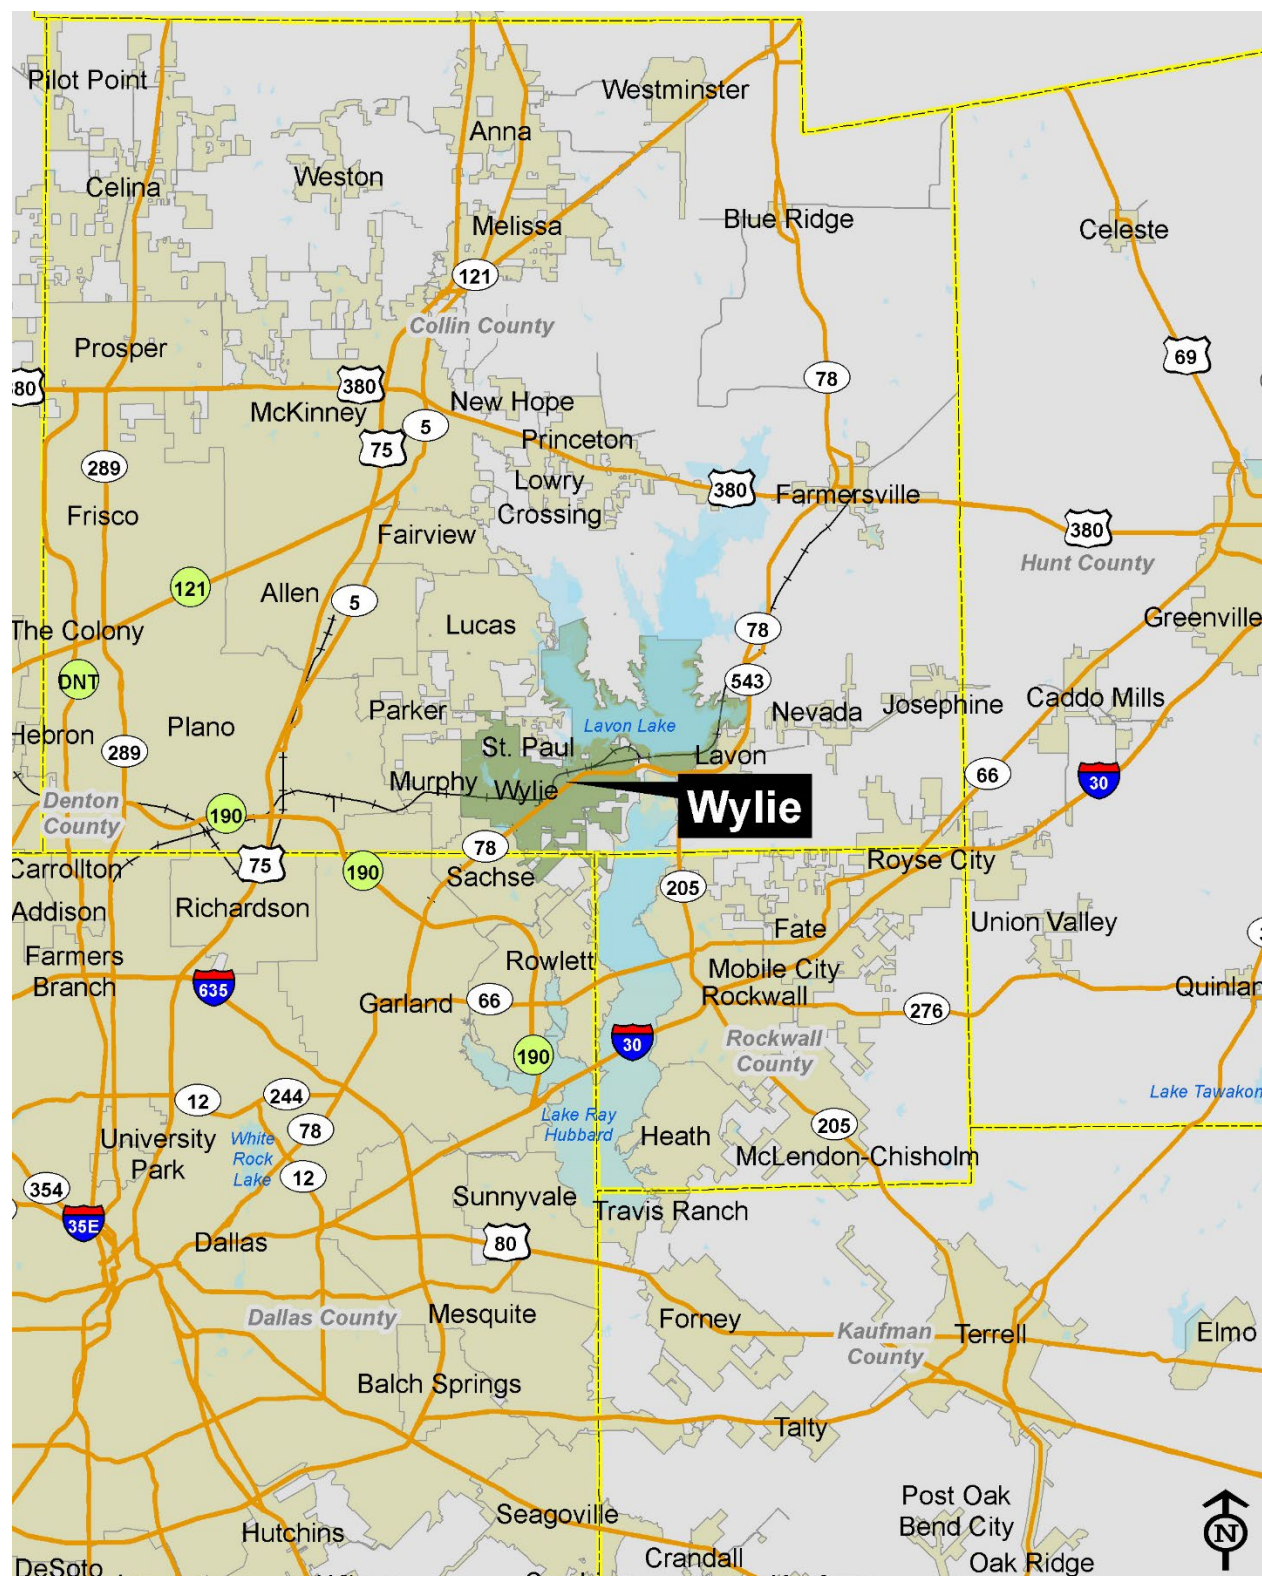 Pilot Point
Westminster
Anna
Weston
Celina
Melissa
Blue Ridge
Celeste
121
Collin County
Prosper
69
380
380
78
McKinney
New Hope
5
75
Princeton
289
Lowry
Crossing
380
Farmersville
Frisco
Fairview
380
Hunt County
121
Allen
5
Lucas
78
Greenville
The Colony
DNT
543
Parker
Lavon Lake
Nevada
Josephine
Caddo Mills
Hebron
Plano
289
St. Paul
Lavon
Murphy
Wylie
Wylie
66
30
Denton
County
190
78
75
190
Sachse
205
Royse City
Carrollton
Addison
Richardson
Fate
Union Valley
Farmers
Branch
635
Rowlett
Mobile City
Garland
66
Rockwall
276
Quinlan
190
30
Rockwall
County
12
244
78
Lake Ray
Hubbard
Lake Tawakon
University
Park
White
Rock
Lake
12
Heath
205
McLendon-Chisholm
354
35E
Sunnyvale
Travis Ranch
Dallas
80
Dallas County
Mesquite
Forney
Kaufman
County
Terrell
Elmo
Balch Springs
Talty
Seagoville
Post Oak
Bend City
Hutchins
Crandall
Oak Ridge
DeSoto
N